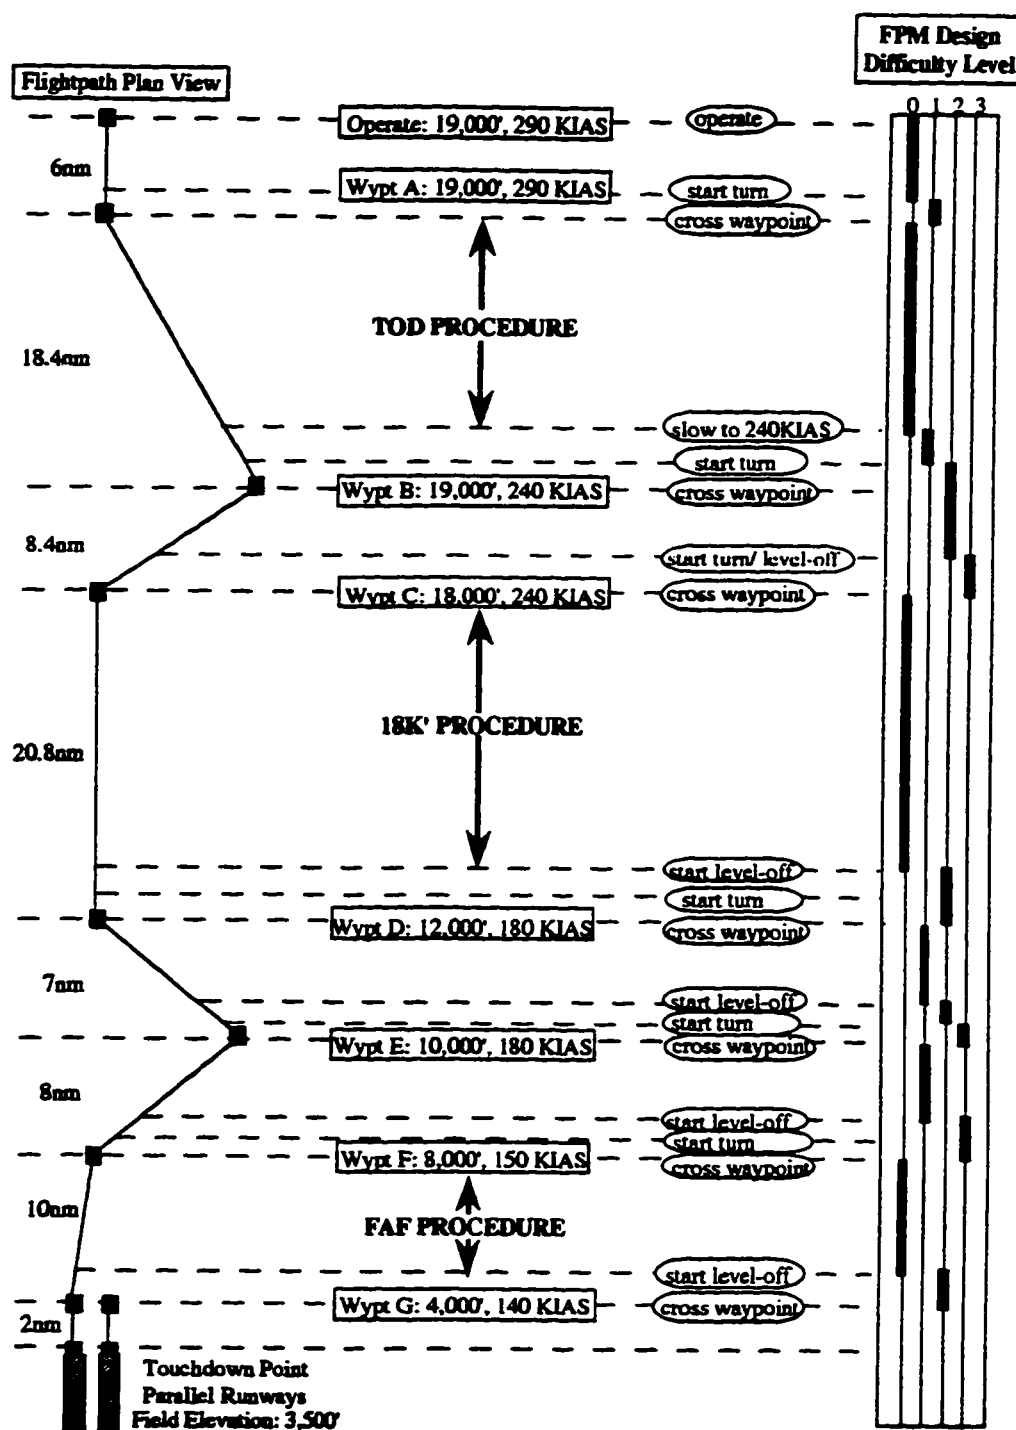 FPM Design
Difficulty Level
Flightpath Plan View
0 1 2 3
Operate: 19,000', 290 KIAS
operate
6nm
Wypt A: 19,000', 290 KIAS
start turn
cross waypoint
TOD PROCEDURE
18.4nm
slow to 240KIAS
start turn
Wypt B: 19,000', 240 KIAS
cross waypoint
8.4nm
start turn/ level-off
Wypt C: 18,000', 240 KIAS
cross waypoint
18K' PROCEDURE
20.8nm
start level-off
start turn
Wypt D: 12,000', 180 KIAS
cross waypoint
7nm
start level-off
start turn
Wypt E: 10,000', 180 KIAS
cross waypoint
8nm
start level-off
start turn
Wypt F: 8,000', 150 KIAS
cross waypoint
10nm
FAF PROCEDURE
start level-off
Wypt G: 4,000', 140 KIAS
cross waypoint
2nm
Touchdown Point
Parallel Runways
Field Elevation: 3,500'